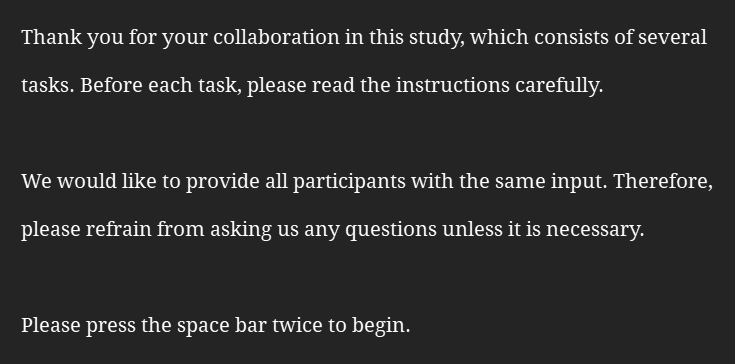 Thank you for your collaboration in this study, which consists of several
tasks. Before each task, please read the instructions carefully.
We would like to provide all participants with the same input. Therefore,
please refrain from asking us any questions unless it is necessary.
Please press the space bar twice to begin.